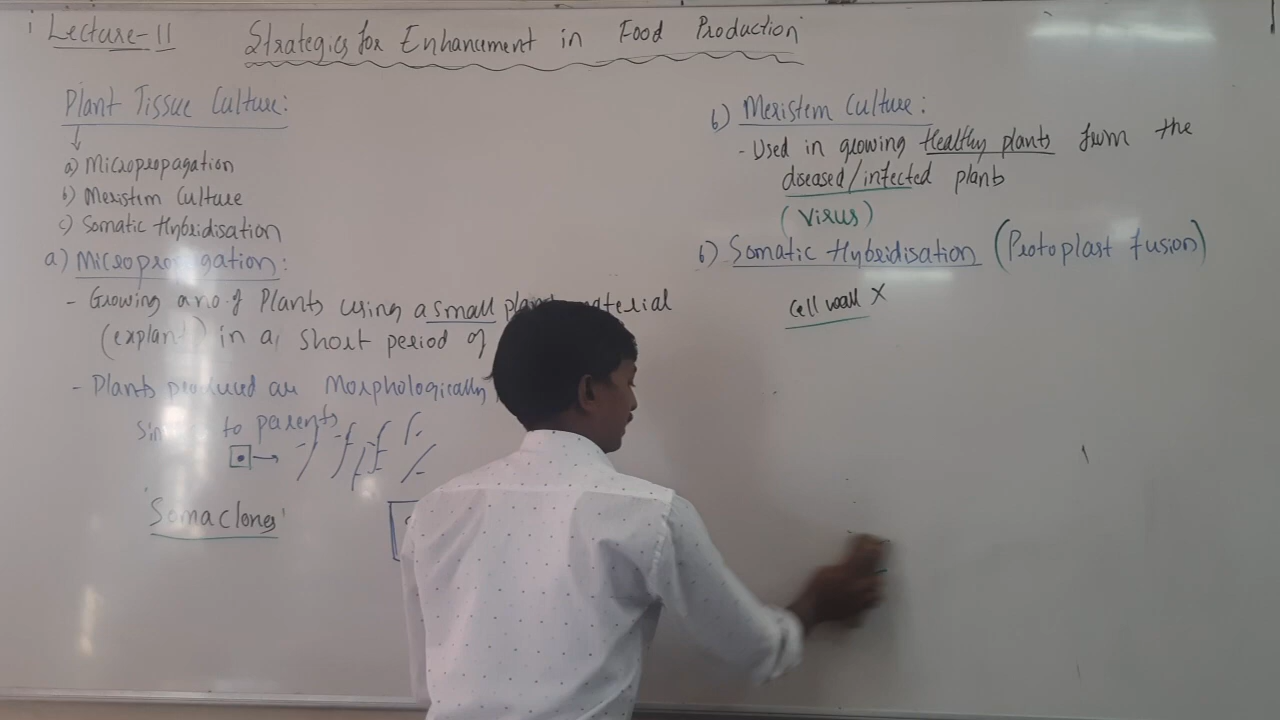 Lecture-11
Strategies for Enhancement in Food Production
Plant Tissue Culture:
a) Micropropagation
b) Meristem Culture
c) Somatic Hybridisation
a) Micropropagation:
- Growing a no. of Plants using a small plant material
(explant) in a short period of
- Plants produced are Morphologically
to parents
'Somaclones'
b) Meristem Culture:
- Used in growing Healthy plants from the
diseased/infected plants
(Virus)
b) Somatic Hybridisation (Protoplast fusion)
Cell wall X